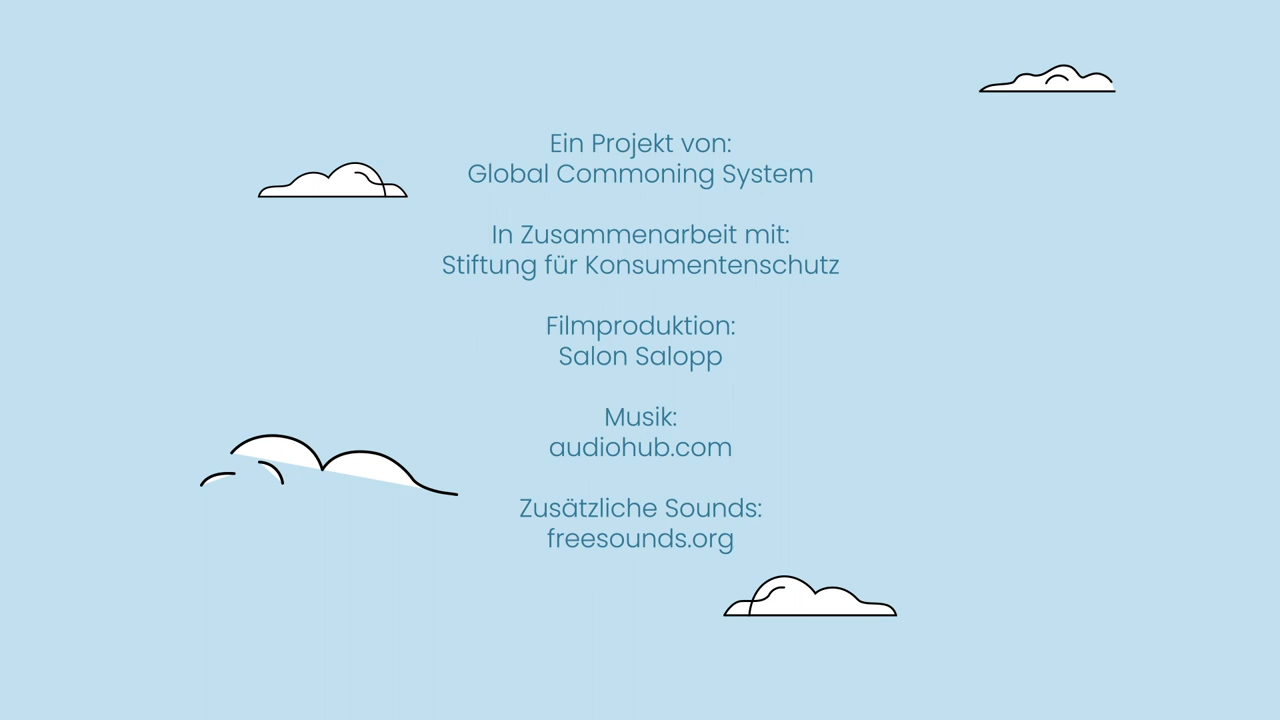 Ein Projekt von:
Global Commoning System
In Zusammenarbeit mit:
Stiftung für Konsumentenschutz
Filmproduktion:
Salon Salopp
Musik:
audiohub.com
Zusätzliche Sounds:
freesounds.org